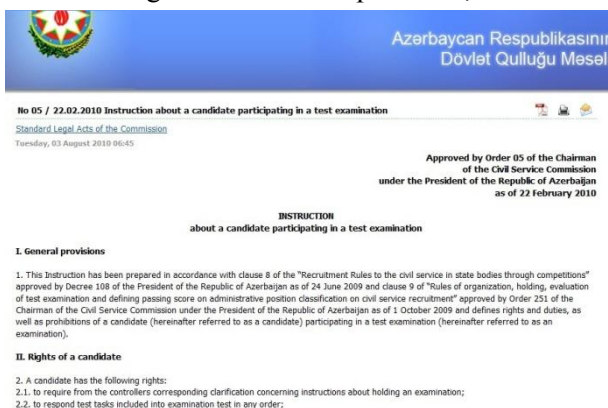 Azərbaycan Respublikasının
Dövlət Qulluğu
No 05 / 22.02.2010 Instruction about a candidate participating in a test examination
Standard Legal Acts of the Commission
Tuesday, 03 August 2010 06:45
Approved by Order 05 of the Chairman
of the Civil Service Commission
under the President of the Republic of Azerbaijan
as of 22 February 2010
INSTRUCTION
about a candidate participating in a test examination
I. General provisions
1. This Instruction has been prepared in accordance with clause 8 of the "Recruitment Rules to the civil service in state bodies through competitions"
approved by Decree 108 of the President of the Republic of Azerbaijan as of 24 June 2009 and clause 9 of "Rules of organization, holding, evaluation
of test examination and defining passing score on administrative position classification on civil service recruitment" approved by Order 251 of the
Chairman of the Civil Service Commission under the President of the Republic of Azerbaijan as of 1 October 2009 and defines rights and duties, as
well as prohibitions of a candidate (hereinafter referred to as a candidate) participating in a test examination (hereinafter referred to as an
examination).
II. Rights of a candidate
2. A candidate has the following rights:
2.1. to require from the controllers corresponding clarification concerning instructions about holding an examination;
2.2. to respond test tasks included into examination test in any order;